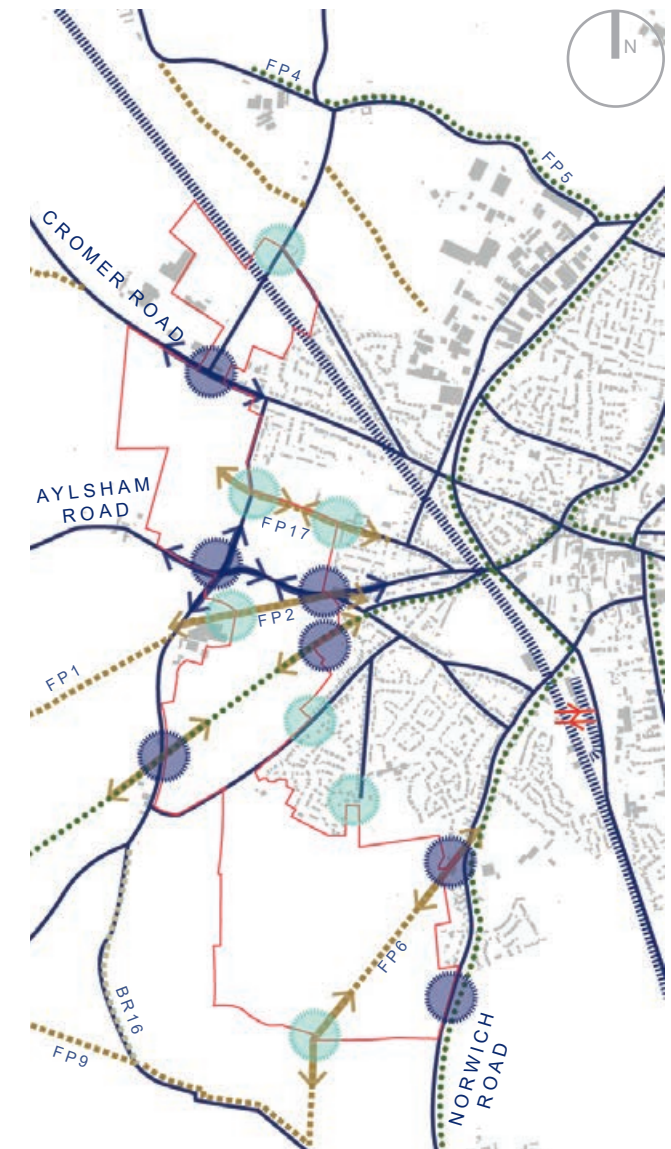 N
FP4
FP5
CROMER ROAD
AYLSHAM
ROAD
FP17
FP2
FP1
FP6
BR16
FP9
NORWICH
ROAD